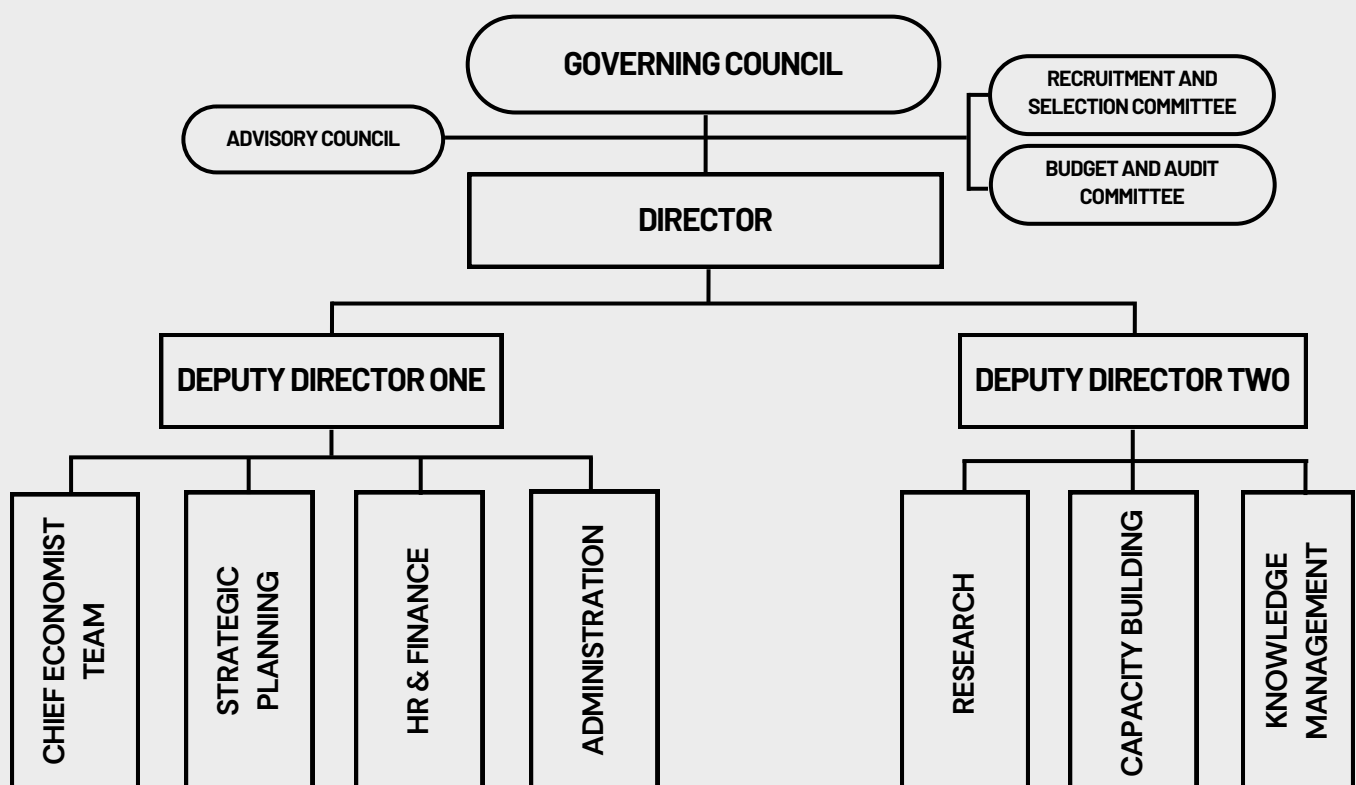 GOVERNING COUNCIL
RECRUITMENT AND
SELECTION COMMITTEE
ADVISORY COUNCIL
BUDGET AND AUDIT
COMMITTEE
DIRECTOR
DEPUTY DIRECTOR ONE
DEPUTY DIRECTOR TWO
CHIEF ECONOMIST
TEAM
STRATEGIC
PLANNING
HR & FINANCE
ADMINISTRATION
RESEARCH
CAPACITY BUILDING
KNOWLEDGE
MANAGEMENT